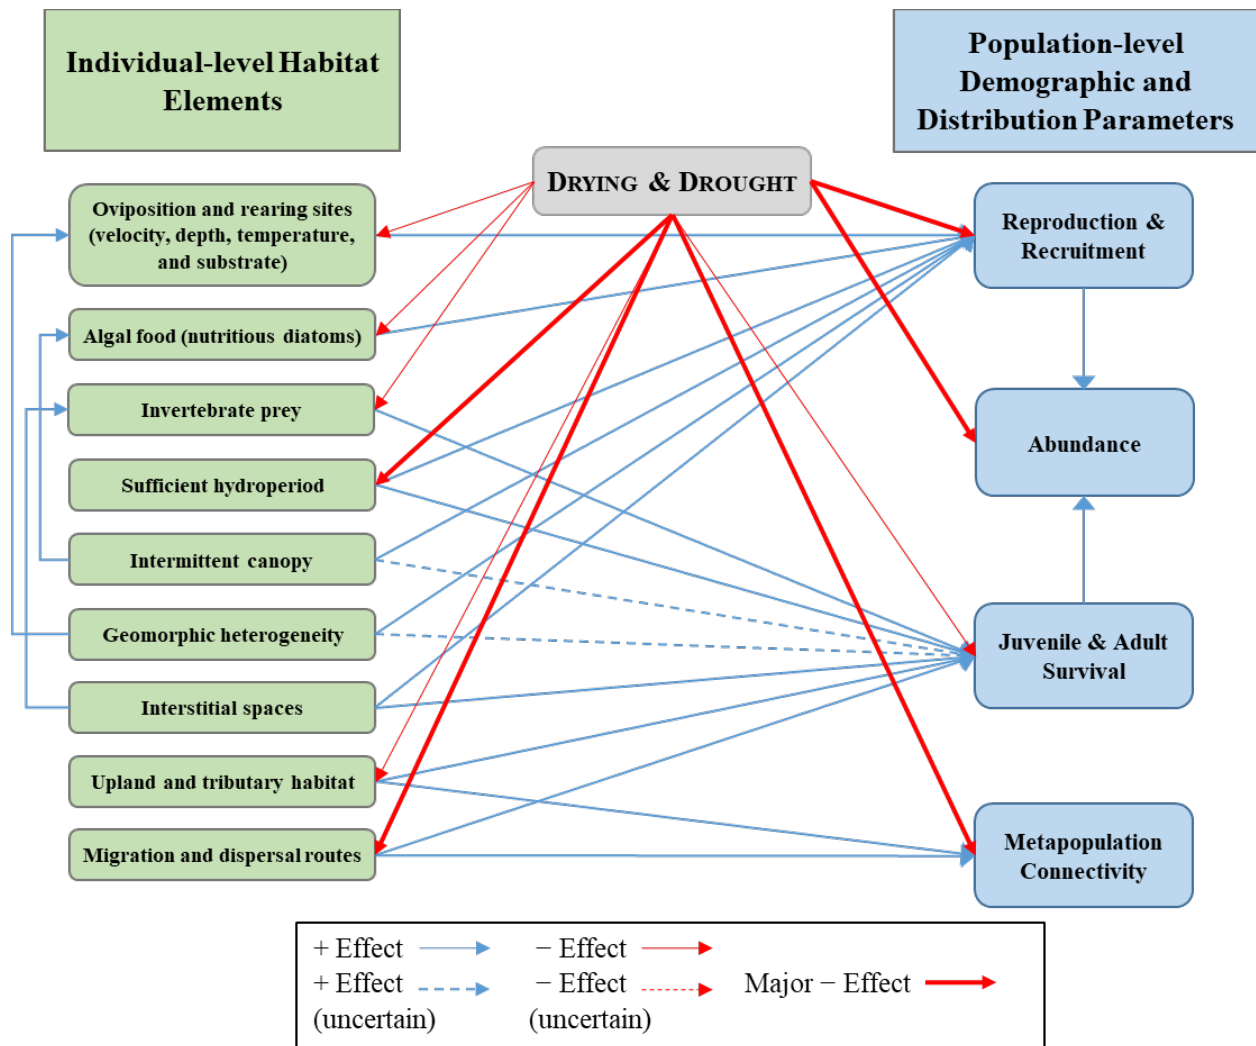 Individual-level Habitat
Elements
Population-level
Demographic and
Distribution Parameters
DRYING & DROUGHT
Oviposition and rearing sites
(velocity, depth, temperature,
and substrate)
Algal food (nutritious diatoms)
Invertebrate prey
Sufficient hydroperiod
Intermittent canopy
Geomorphic heterogeneity
Interstitial spaces
Upland and tributary habitat
Migration and dispersal routes
Reproduction &
Recruitment
Abundance
Juvenile & Adult
Survival
Metapopulation
Connectivity
+ Effect
− Effect
+ Effect
(uncertain)
− Effect
(uncertain)
Major − Effect